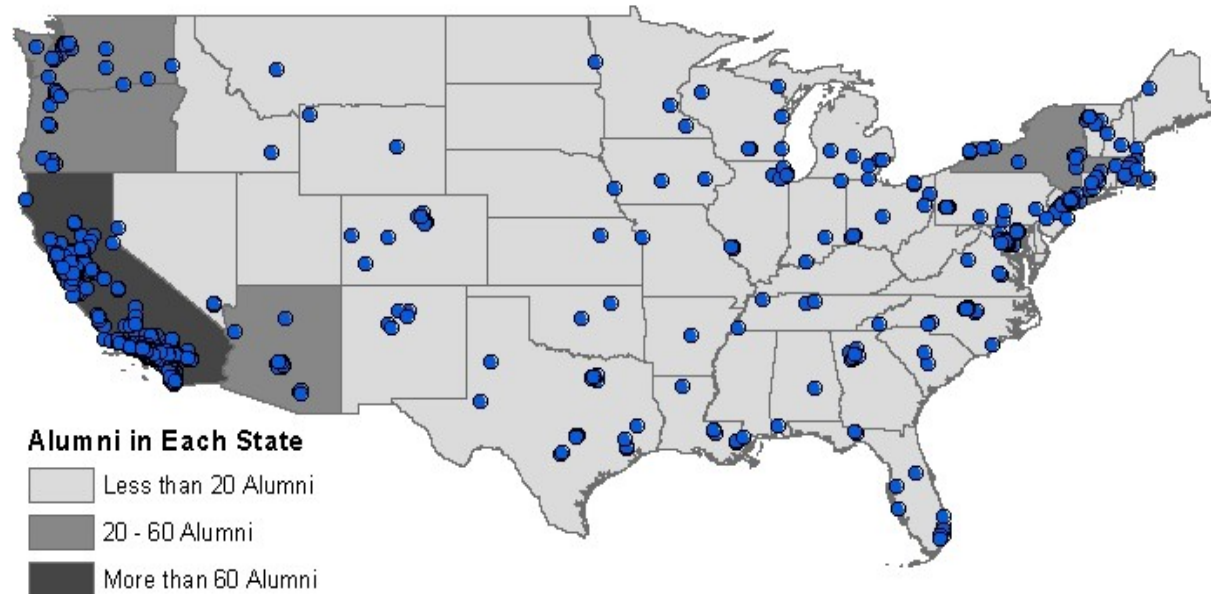 Alumni in Each State
Less than 20 Alumni
20 - 60 Alumni
More than 60 Alumni